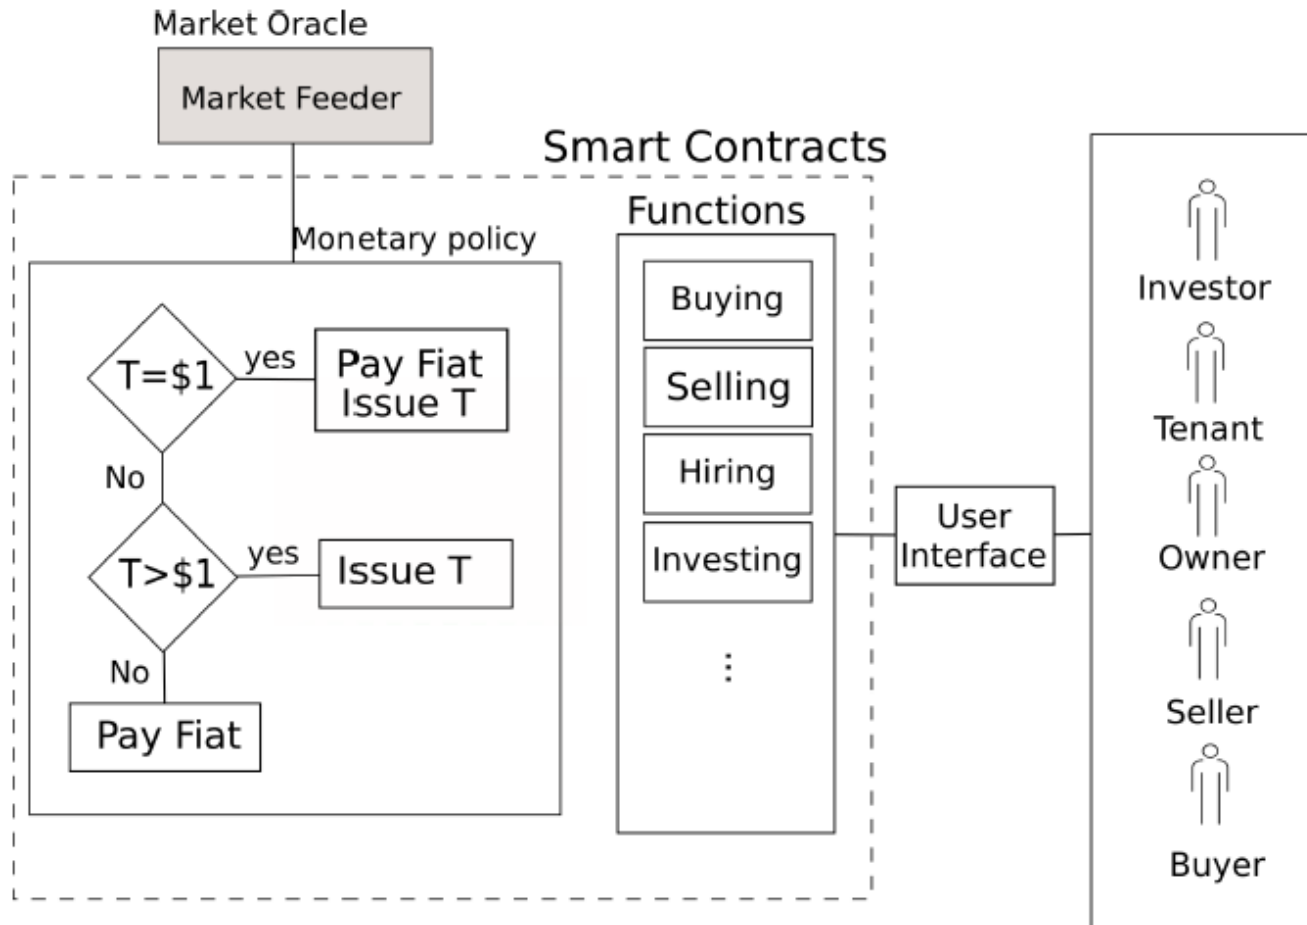 Market Oracle
Market Feeder
Smart Contracts
Monetary policy
T=$1
yes
Pay Fiat
Issue T
No
T>$1
yes
Issue T
No
Pay Fiat
Functions
Buying
Selling
Hiring
Investing
...
User
Interface
Investor
Tenant
Owner
Seller
Buyer